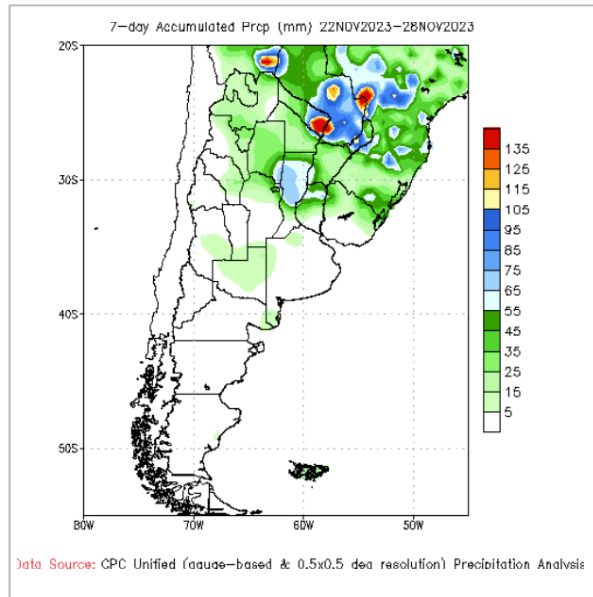 7-day Accumulated Prcp (mm) 22NOV2023-28NOV2023
20S
30S
40S
50S
80W 70W 60W 50W
135
125
115
105
95
85
75
65
55
45
35
25
15
5
Data Source: CPC Unified (gauge-based & 0.5x0.5 deg resolution) Precipitation Analysis